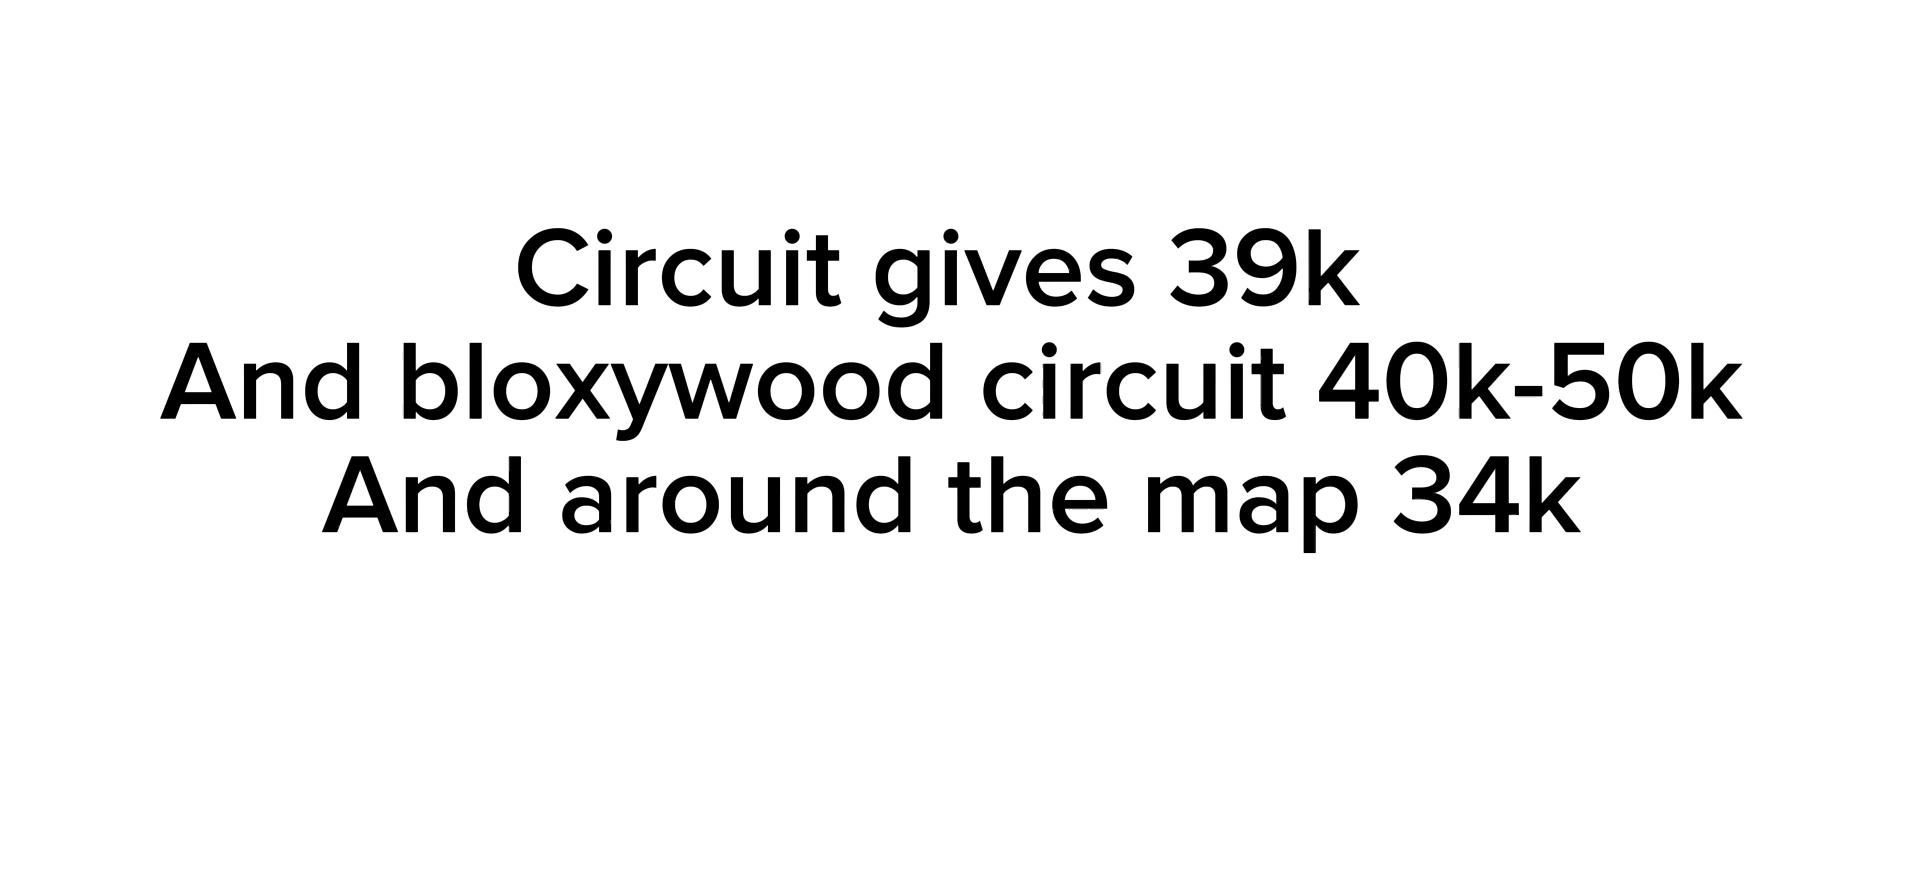 Circuit gives 39k
And bloxywood circuit 40k-50k
And around the map 34k